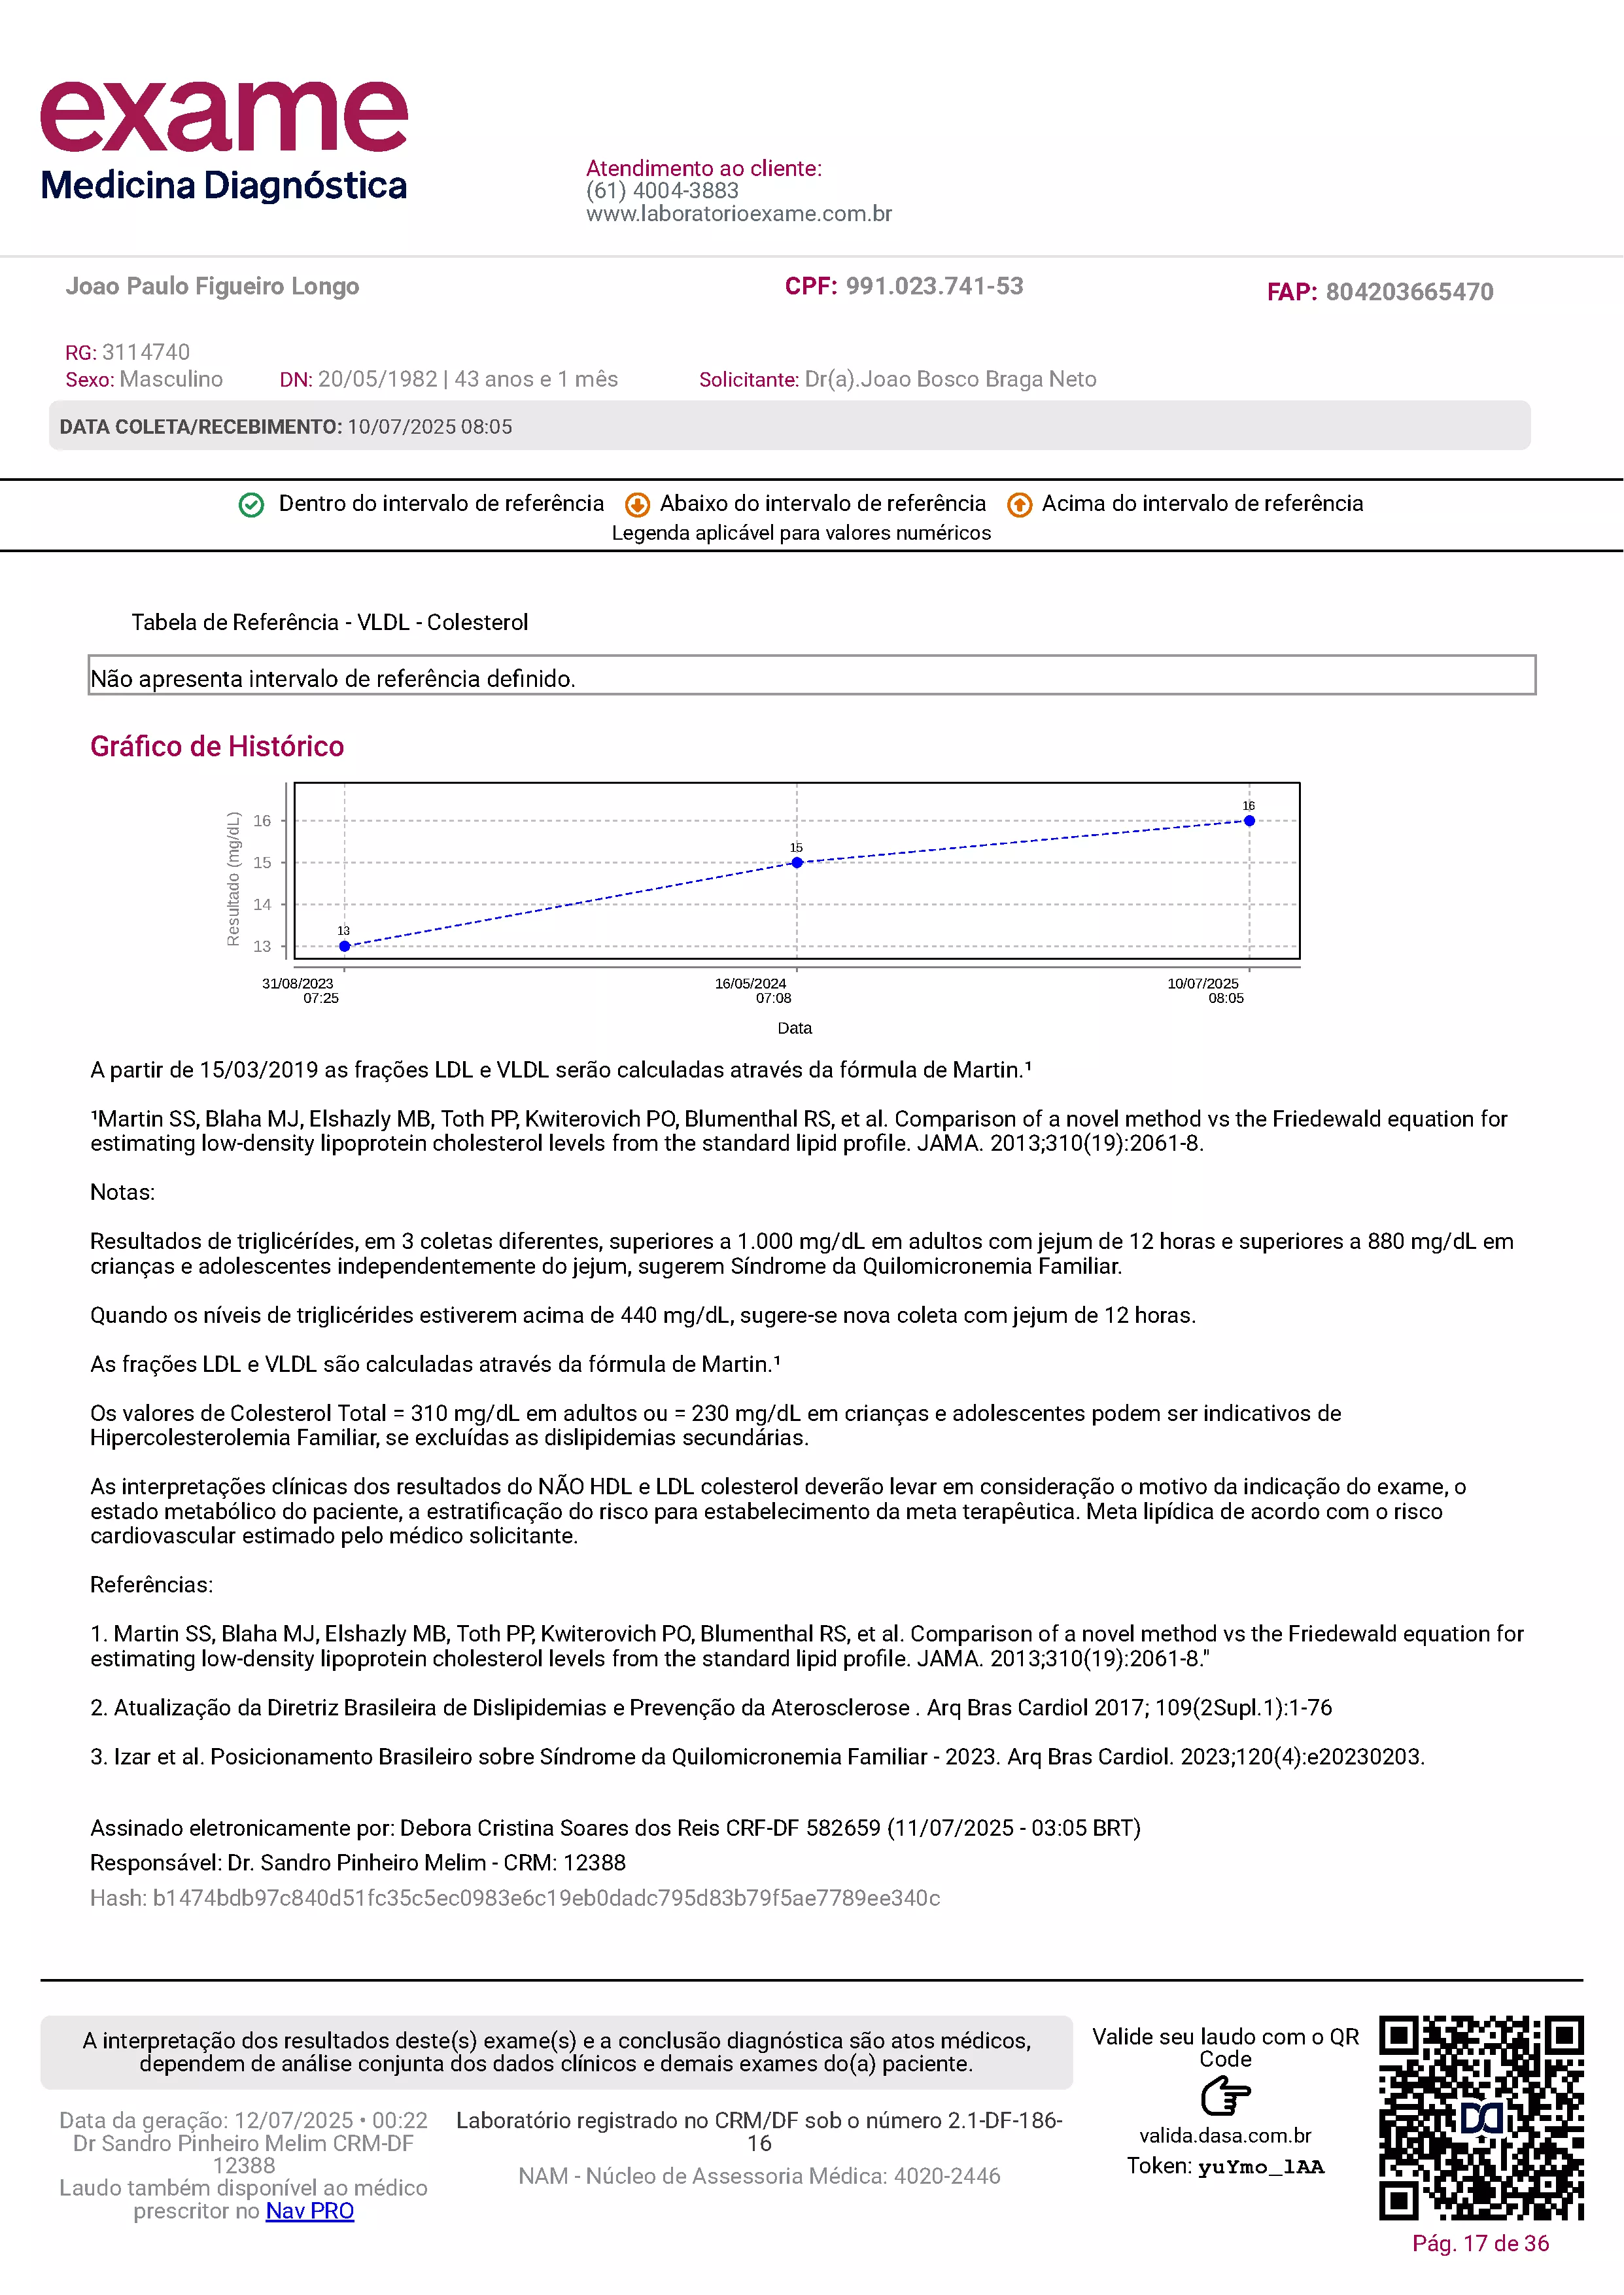 exame
Medicina Diagnóstica
Atendimento ao cliente:
(61) 4004-3883
www.laboratorioexame.com.br
Joao Paulo Figueiro Longo
CPF: 991.023.741-53
FAP: 804203665470
RG: 3114740
Sexo: Masculino DN: 20/05/1982 | 43 anos e 1 mês Solicitante: Dr(a).Joao Bosco Braga Neto
DATA COLETA/RECEBIMENTO: 10/07/2025 08:05
Dentro do intervalo de referência Abaixo do intervalo de referência Acima do intervalo de referência
Legenda aplicável para valores numéricos
Tabela de Referência - VLDL - Colesterol
Não apresenta intervalo de referência definido.
Gráfico de Histórico
Resultado (mg/dL)
16
15
14
13
13
15
16
31/08/2023
07:25
16/05/2024
07:08
10/07/2025
08:05
Data
A partir de 15/03/2019 as frações LDL e VLDL serão calculadas através da fórmula de Martin.¹
¹Martin SS, Blaha MJ, Elshazly MB, Toth PP, Kwiterovich PO, Blumenthal RS, et al. Comparison of a novel method vs the Friedewald equation for
estimating low-density lipoprotein cholesterol levels from the standard lipid profile. JAMA. 2013;310(19):2061-8.
Notas:
Resultados de triglicérídes, em 3 coletas diferentes, superiores a 1.000 mg/dL em adultos com jejum de 12 horas e superiores a 880 mg/dL em
crianças e adolescentes independentemente do jejum, sugerem Síndrome da Quilomicronemia Familiar.
Quando os níveis de triglicérides estiverem acima de 440 mg/dL, sugere-se nova coleta com jejum de 12 horas.
As frações LDL e VLDL são calculadas através da fórmula de Martin.¹
Os valores de Colesterol Total = 310 mg/dL em adultos ou = 230 mg/dL em crianças e adolescentes podem ser indicativos de
Hipercolesterolemia Familiar, se excluídas as dislipidemias secundárias.
As interpretações clínicas dos resultados do NÃO HDL e LDL colesterol deverão levar em consideração o motivo da indicação do exame, o
estado metabólico do paciente, a estratificação do risco para estabelecimento da meta terapêutica. Meta lipídica de acordo com o risco
cardiovascular estimado pelo médico solicitante.
Referências:
1. Martin SS, Blaha MJ, Elshazly MB, Toth PP, Kwiterovich PO, Blumenthal RS, et al. Comparison of a novel method vs the Friedewald equation for
estimating low-density lipoprotein cholesterol levels from the standard lipid profile. JAMA. 2013;310(19):2061-8."
2. Atualização da Diretriz Brasileira de Dislipidemias e Prevenção da Aterosclerose . Arq Bras Cardiol 2017; 109(2Supl.1):1-76
3. Izar et al. Posicionamento Brasileiro sobre Síndrome da Quilomicronemia Familiar - 2023. Arq Bras Cardiol. 2023;120(4):e20230203.
Assinado eletronicamente por: Debora Cristina Soares dos Reis CRF-DF 582659 (11/07/2025 - 03:05 BRT)
Responsável: Dr. Sandro Pinheiro Melim - CRM: 12388
Hash: b1474bdb97c840d51fc35c5ec0983e6c19eb0dadc795d83b79f5ae7789ee340c
A interpretação dos resultados deste(s) exame(s) e a conclusão diagnóstica são atos médicos,
dependem de análise conjunta dos dados clínicos e demais exames do(a) paciente.
Data da geração: 12/07/2025 • 00:22
Dr Sandro Pinheiro Melim CRM-DF
12388
Laudo também disponível ao médico
prescritor no Nav PRO
Laboratório registrado no CRM/DF sob o número 2.1-DF-186-
16
NAM - Núcleo de Assessoria Médica: 4020-2446
Valide seu laudo com o QR
Code
valida.dasa.com.br
Token: yuYmo_lAA
Pág. 17 de 36